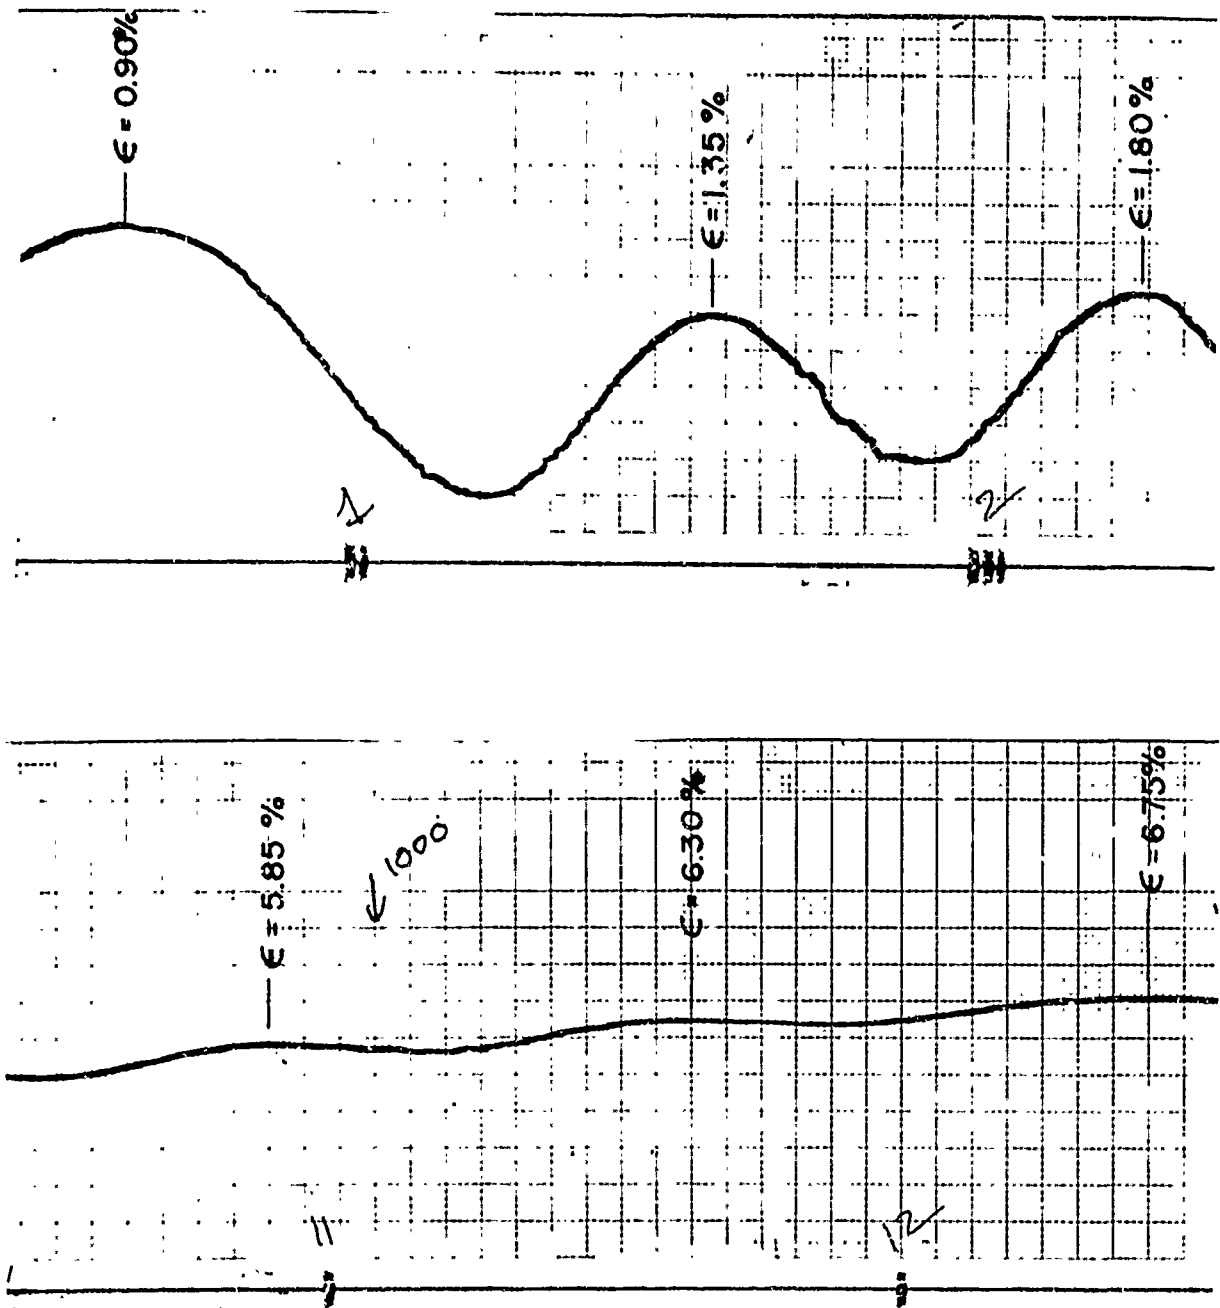 ϵ = 0.90%
ϵ = 1.35%
ϵ = 1.80%
1
2
ϵ = 5.85%
1000
ϵ = 6.30%
ϵ = 6.75%
11
12